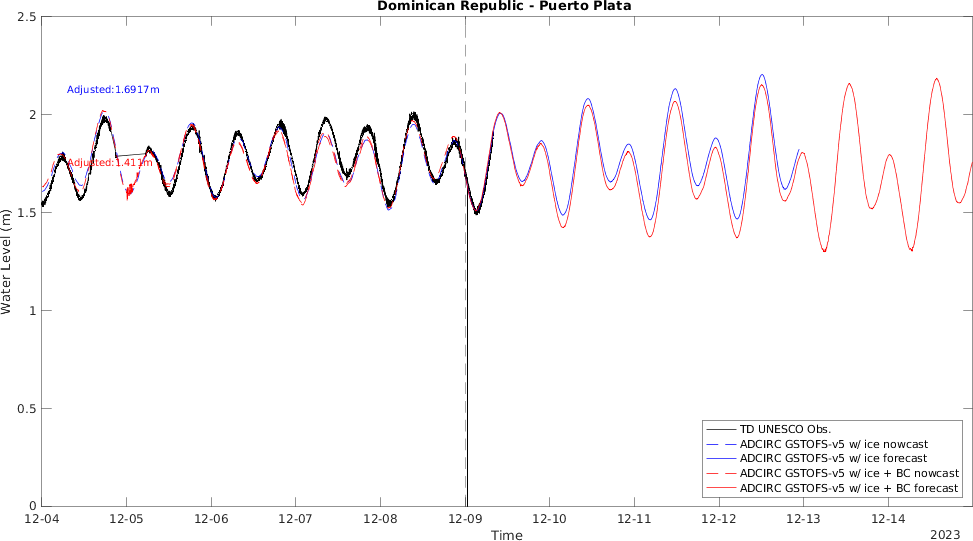 Dominican Republic - Puerto Plata
2.5
2
1.5
1
0.5
0
Water Level (m)
Adjusted:1.6917m
Adjusted:1.411m
TD UNESCO Obs.
ADCIRC GSTOFS-v5 w/ ice nowcast
ADCIRC GSTOFS-v5 w/ ice forecast
ADCIRC GSTOFS-v5 w/ ice + BC nowcast
ADCIRC GSTOFS-v5 w/ ice + BC forecast
12-04 12-05 12-06 12-07 12-08 12-09 12-10 12-11 12-12 12-13 12-14
Time
2023